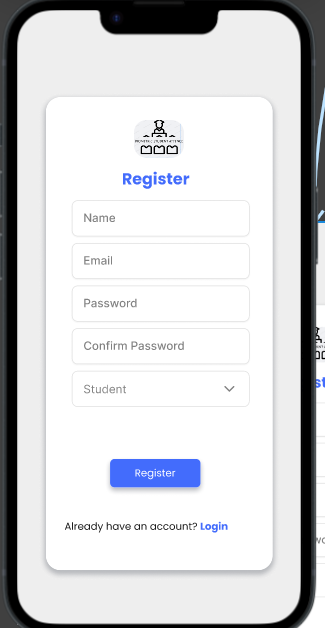 Register
Name
Email
Password
Confirm Password
Student
Register
Already have an account? Login